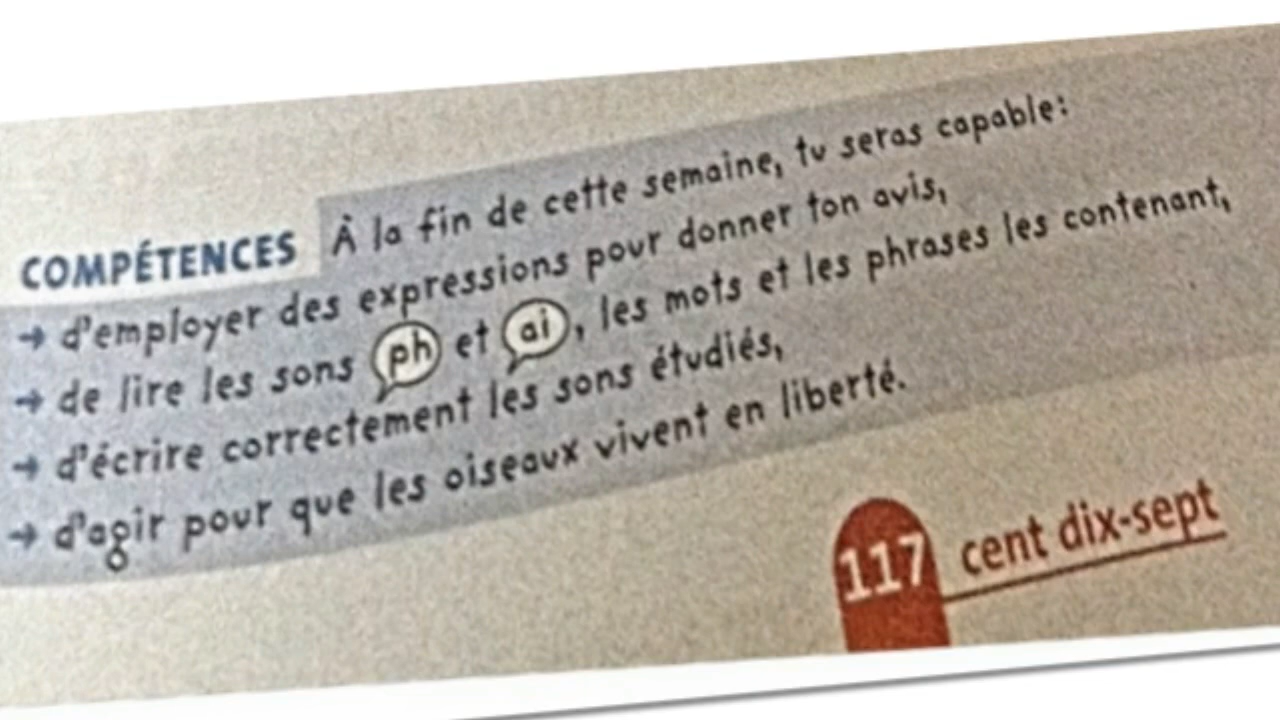 COMPÉTENCES À la fin de cette semaine, tu seras capable:
→ d'employer des expressions pour donner ton avis,
→ de lire les sons ph et ai, les mots et les phrases les contenant,
→ d'écrire correctement les sons étudiés,
→ d'agir pour que les oiseaux vivent en liberté.
117 cent dix-sept